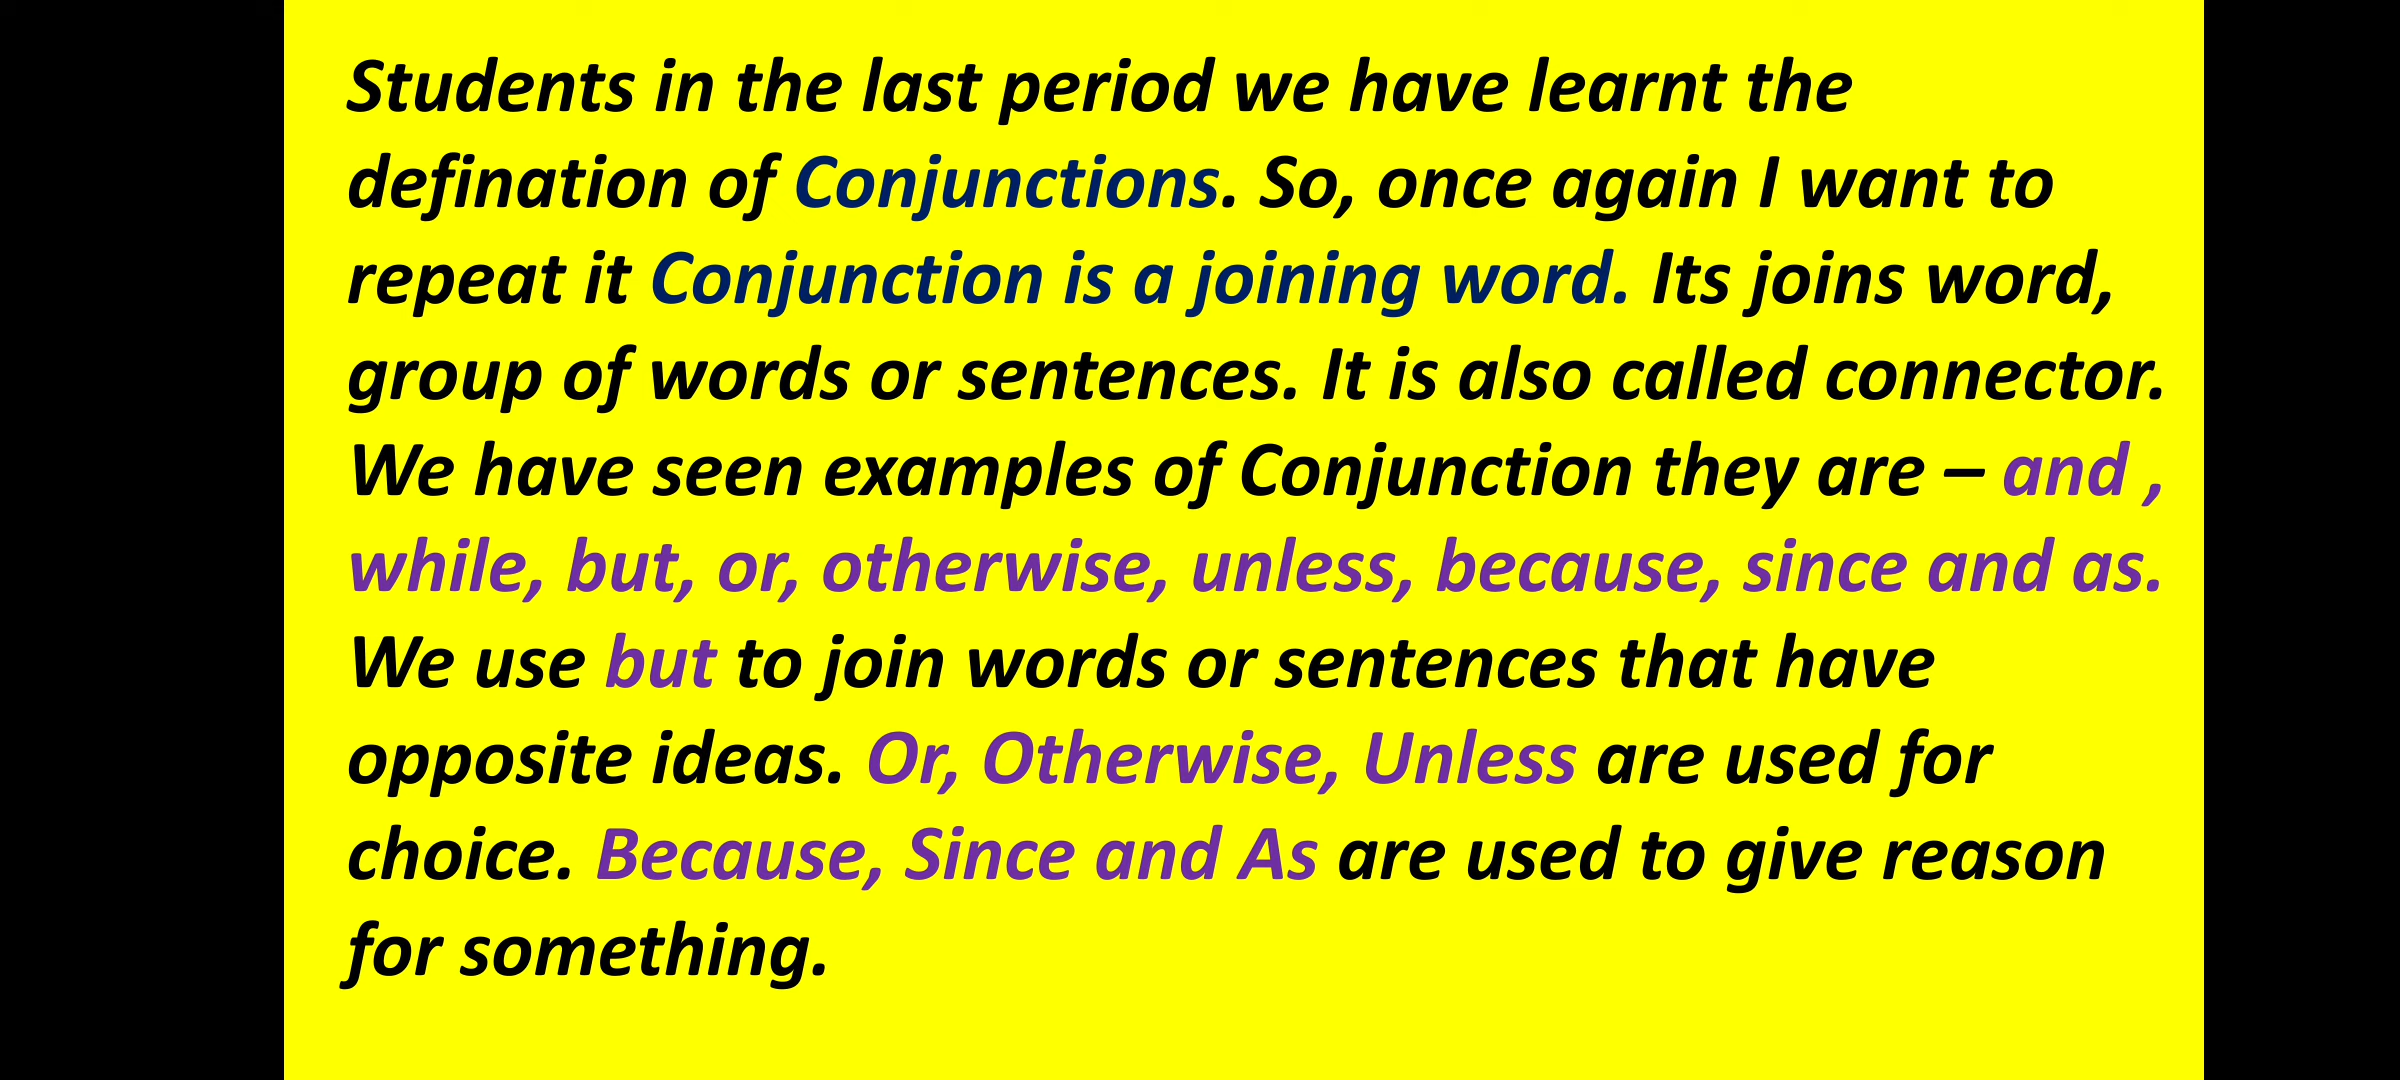 Students in the last period we have learnt the
defination of Conjunctions. So, once again I want to
repeat it Conjunction is a joining word. Its joins word,
group of words or sentences. It is also called connector.
We have seen examples of Conjunction they are – and ,
while, but, or, otherwise, unless, because, since and as.
We use but to join words or sentences that have
opposite ideas. Or, Otherwise, Unless are used for
choice. Because, Since and As are used to give reason
for something.